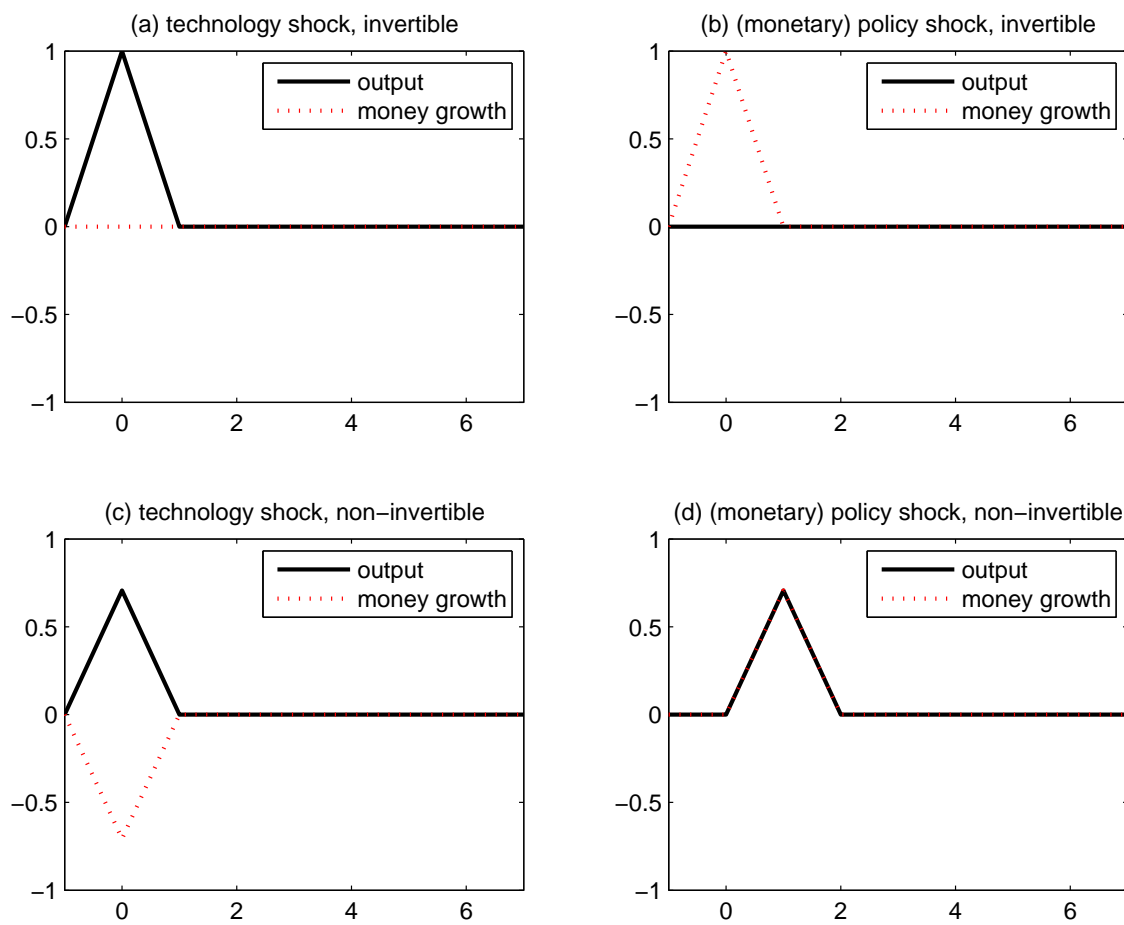 (a) technology shock, invertible
1
0.5
0
−0.5
−1
0 2 4 6
output
money growth
(b) (monetary) policy shock, invertible
1
0.5
0
−0.5
−1
0 2 4 6
output
money growth
(c) technology shock, non−invertible
1
0.5
0
−0.5
−1
0 2 4 6
output
money growth
(d) (monetary) policy shock, non−invertible
1
0.5
0
−0.5
−1
0 2 4 6
output
money growth